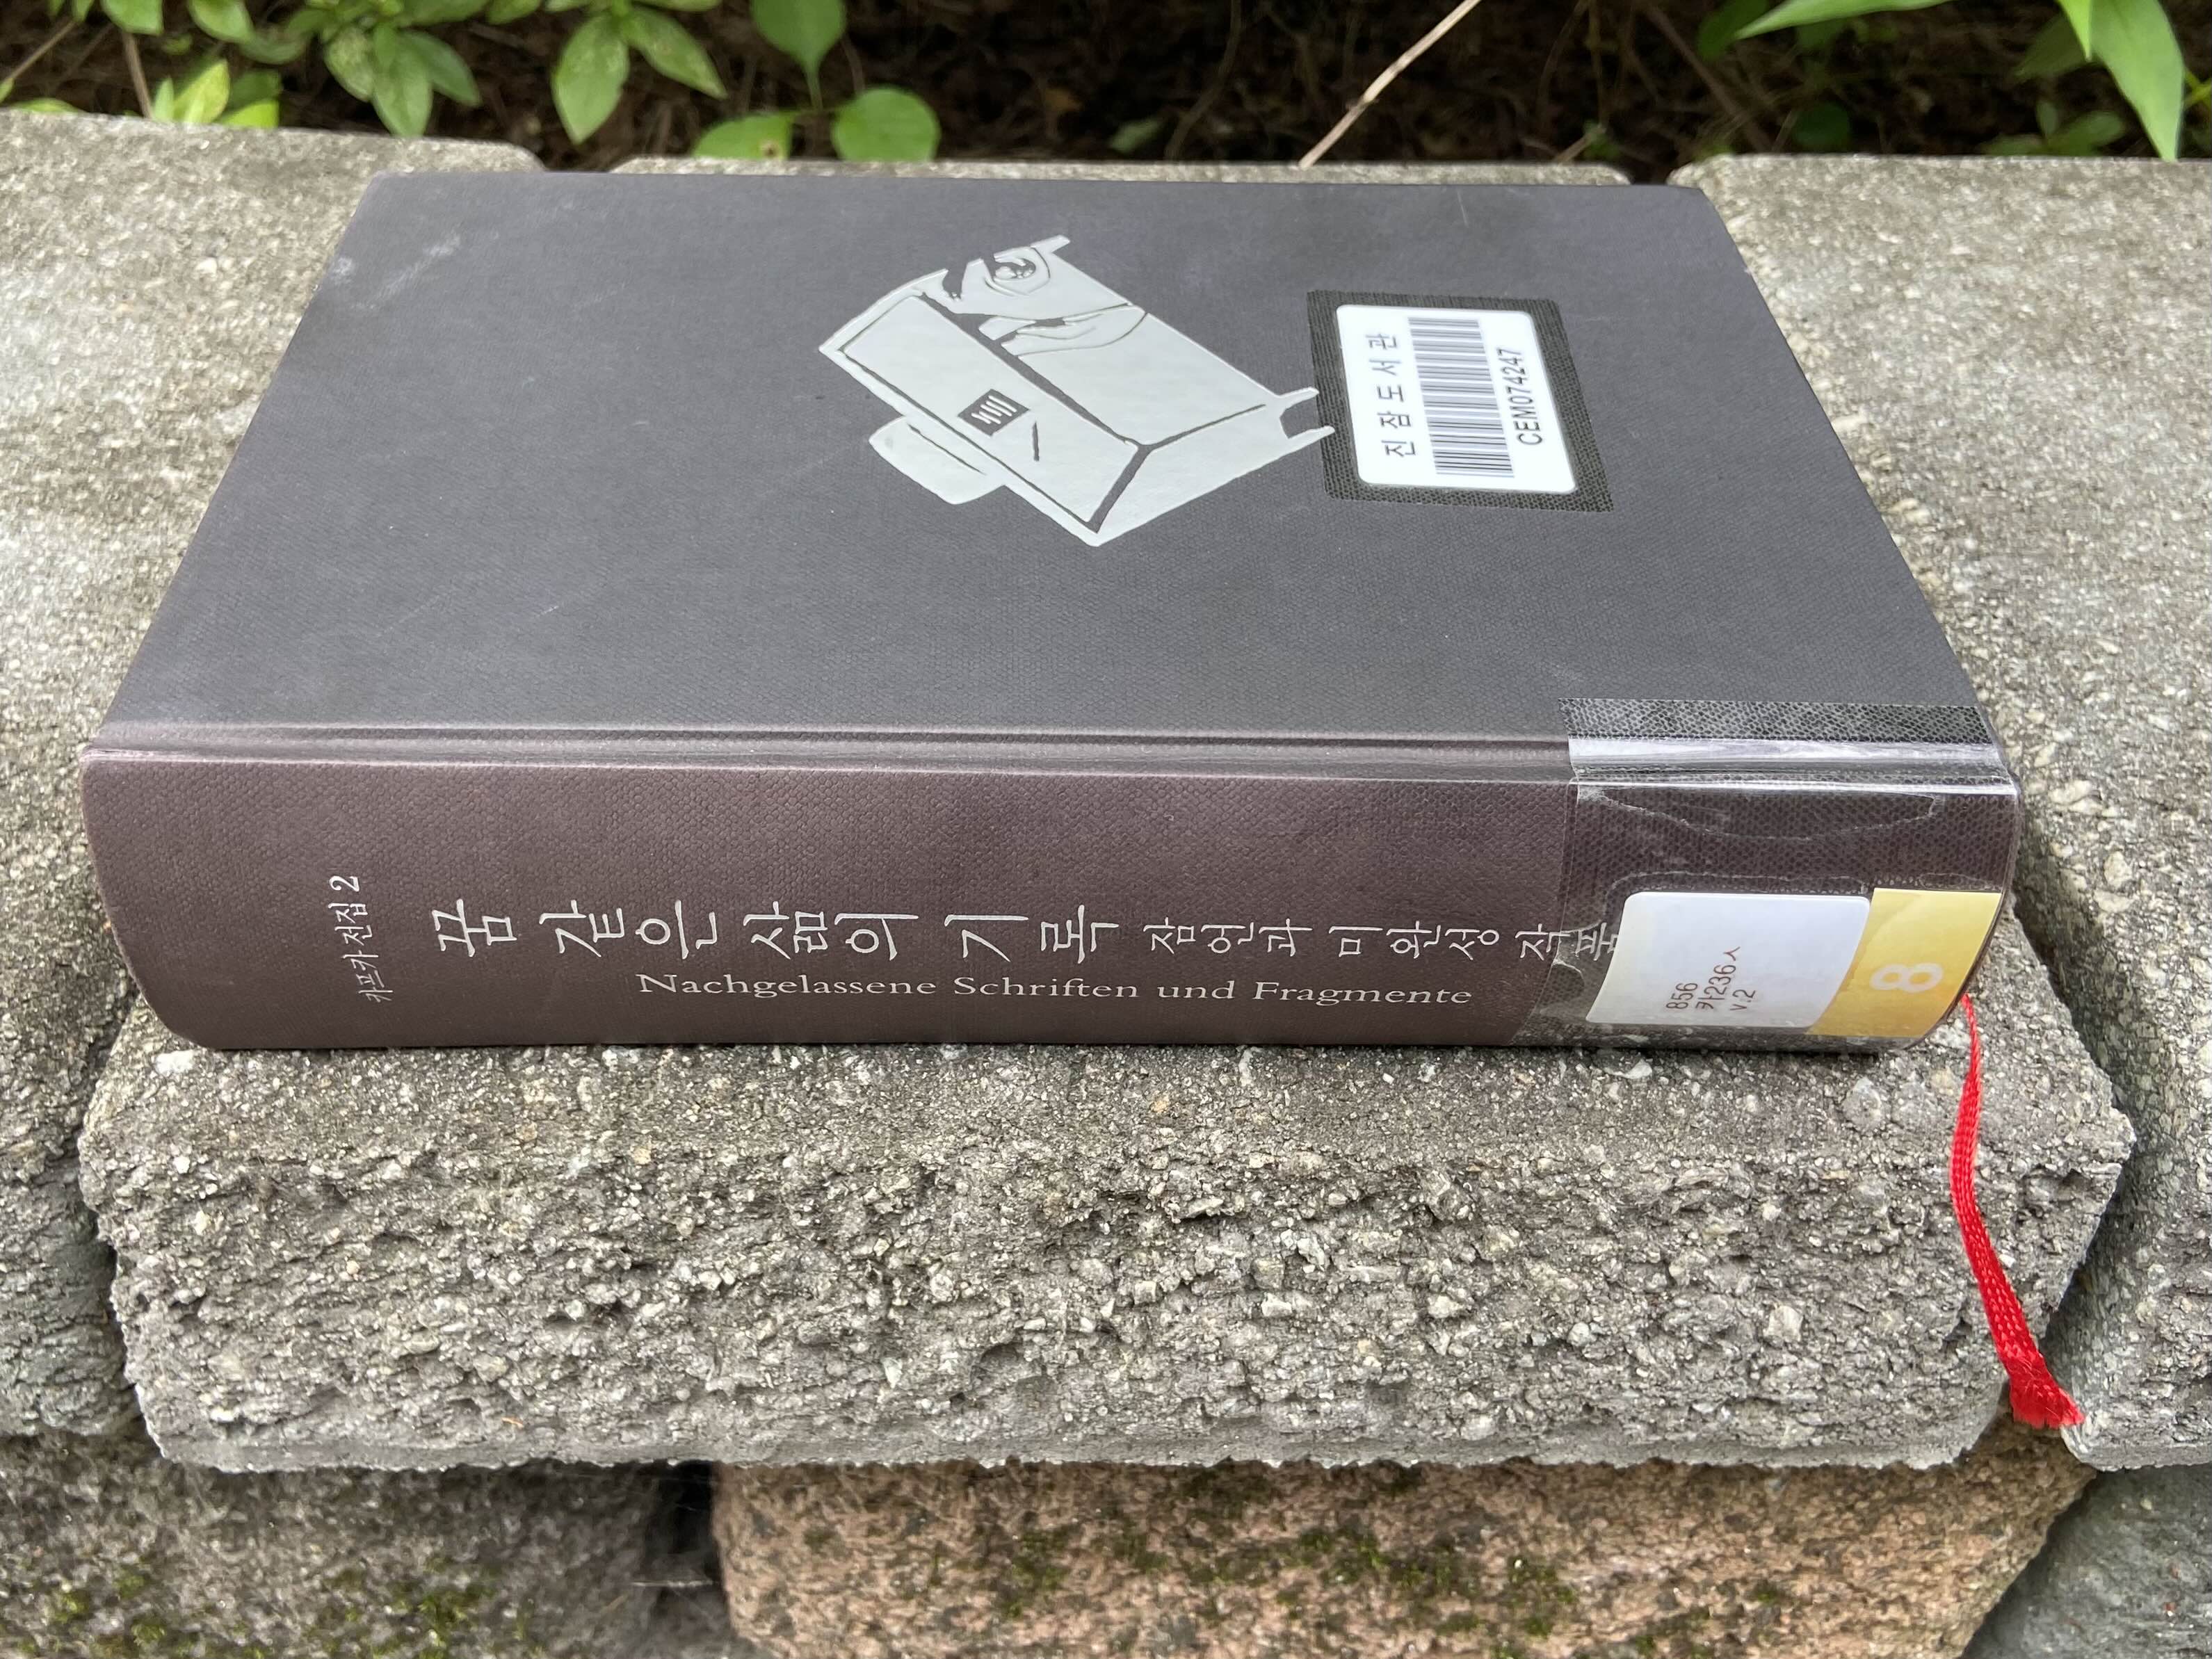 진잠도서관
CEM074247
카프카 전집 2
꿈 같은 삶의 기록 잠언과 미완성 작품
Nachgelassene Schriften und Fragmente
856
카236ㅅ
v.2
8